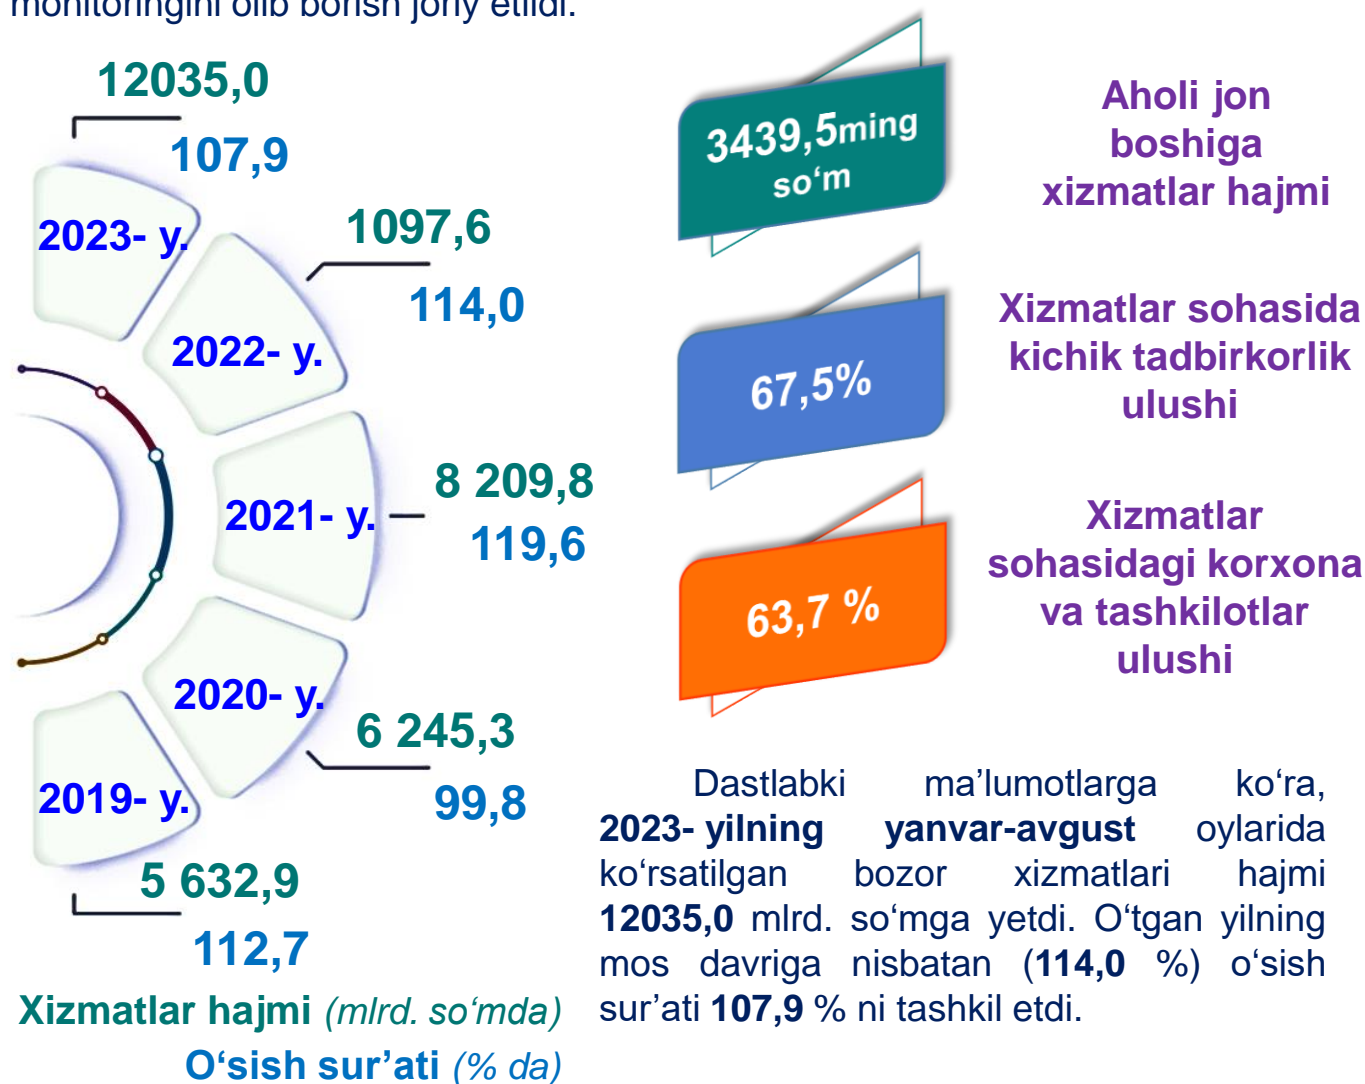 monitoringini olib borish joriy etildi.
12035,0
107,9
2023- y.
1097,6
114,0
2022- y.
8 209,8
119,6
2021- y.
6 245,3
99,8
2020- y.
5 632,9
112,7
2019- y.
Xizmatlar hajmi (mlrd. so‘mda)
O‘sish sur’ati (% da)
3439,5ming
so‘m
Aholi jon
boshiga
xizmatlar hajmi
67,5%
Xizmatlar sohasida
kichik tadbirkorlik
ulushi
63,7 %
Xizmatlar
sohasidagi korxona
va tashkilotlar
ulushi
Dastlabki ma’lumotlarga ko‘ra,
2023- yilning yanvar-avgust oylarida
ko‘rsatilgan bozor xizmatlari hajmi
12035,0 mlrd. so‘mga yetdi. O‘tgan yilning
mos davriga nisbatan (114,0 %) o‘sish
sur’ati 107,9 % ni tashkil etdi.